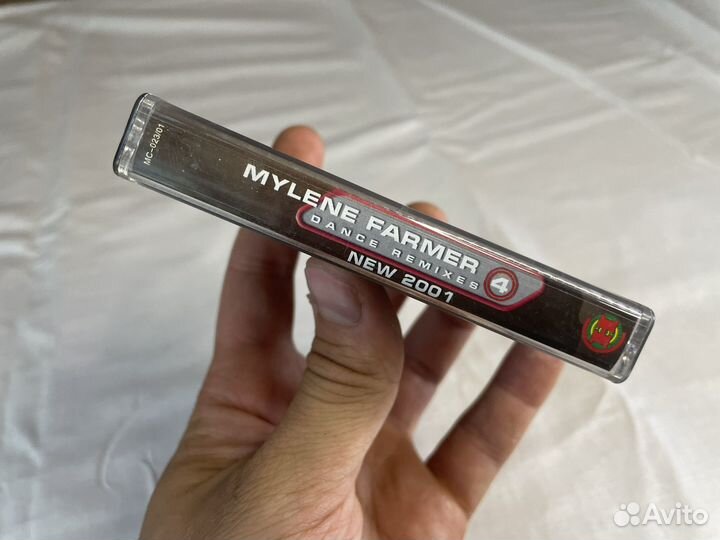 MC-023/01
MYLENE FARMER
DANCE REMIXES 4
NEW 2001
Avito